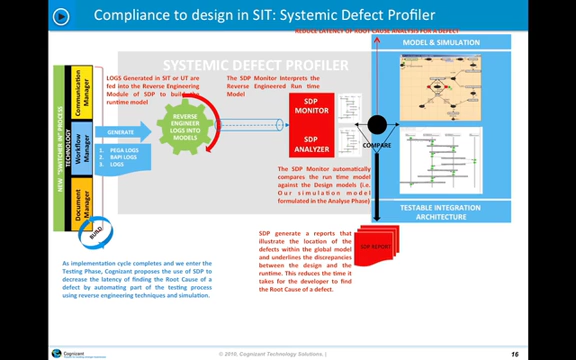 Compliance to design in SIT: Systemic Defect Profiler
REDUCE LATENCY OF ROOT CAUSE ANALYSIS FOR A DEFECT
MODEL & SIMULATION
SYSTEMIC DEFECT PROFILER
LOGS Generated in SIT or UT are
fed into the Reverse Engineering
Module of SDP to build the
runtime model
The SDP Monitor Interprets the
Reverse Engineered Run time
Model
NEW "SWITCHER IN" PROCESS
TECHNOLOGY
Communication
Manager
Workflow
Manager
Document
Manager
GENERATE
1. PEGA LOGS
2. BAPI LOGS
3. LOGS
REVERSE
ENGINEER
LOGS INTO
MODELS
SDP
MONITOR
SDP
ANALYZER
COMPARE
The SDP Monitor automatically
compares the run time model
against the Design models (i.e.
Our simulation model
formulated in the Analyse Phase)
TESTABLE INTEGRATION
ARCHITECTURE
BUILD
SDP generate a reports that
illustrate the location of the
defects within the global model
and underlines the discrepancies
between the design and the
runtime. This reduces the time it
takes for the developer to find
the Root Cause of a defect.
SDP REPORT
As implementation cycle completes and we enter the
Testing Phase, Cognizant proposes the use of SDP to
decrease the latency of finding the Root Cause of a
defect by automating part of the testing process
using reverse engineering techniques and simulation.
Cognizant
© 2010, Cognizant Technology Solutions. |
16